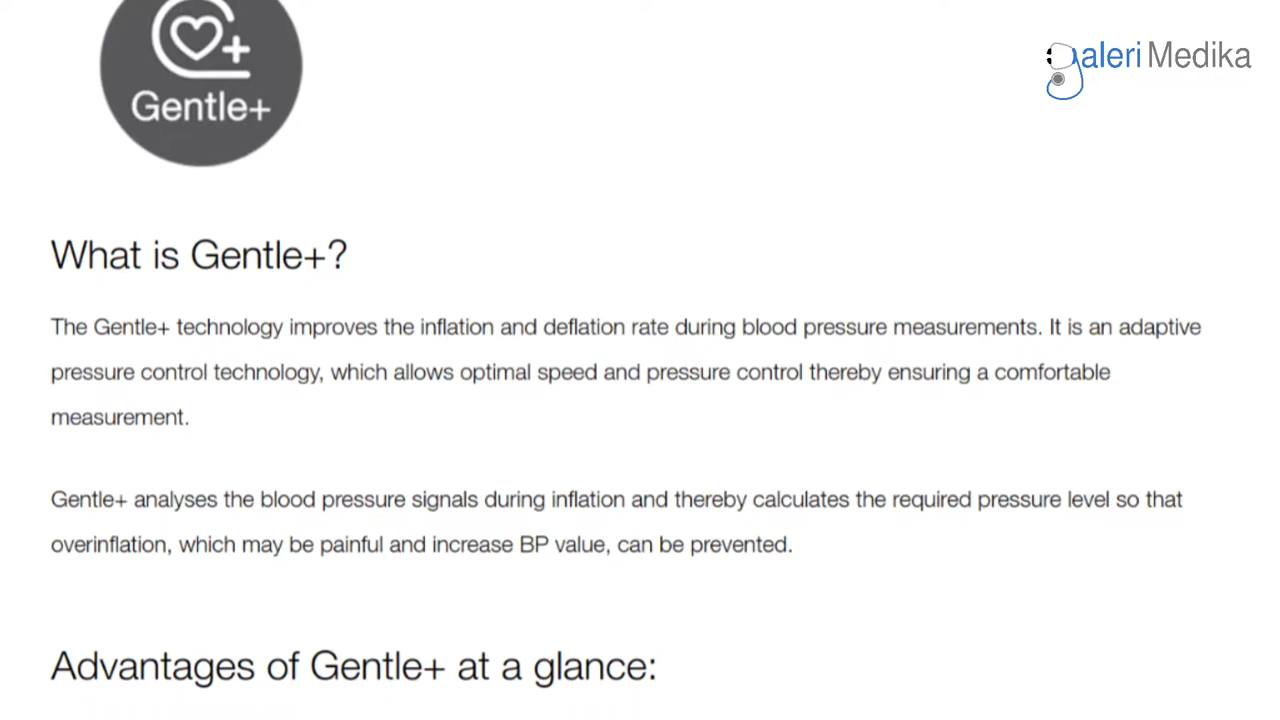 Gentle+
Galeri Medika
What is Gentle+?
The Gentle+ technology improves the inflation and deflation rate during blood pressure measurements. It is an adaptive
pressure control technology, which allows optimal speed and pressure control thereby ensuring a comfortable
measurement.
Gentle+ analyses the blood pressure signals during inflation and thereby calculates the required pressure level so that
overinflation, which may be painful and increase BP value, can be prevented.
Advantages of Gentle+ at a glance: